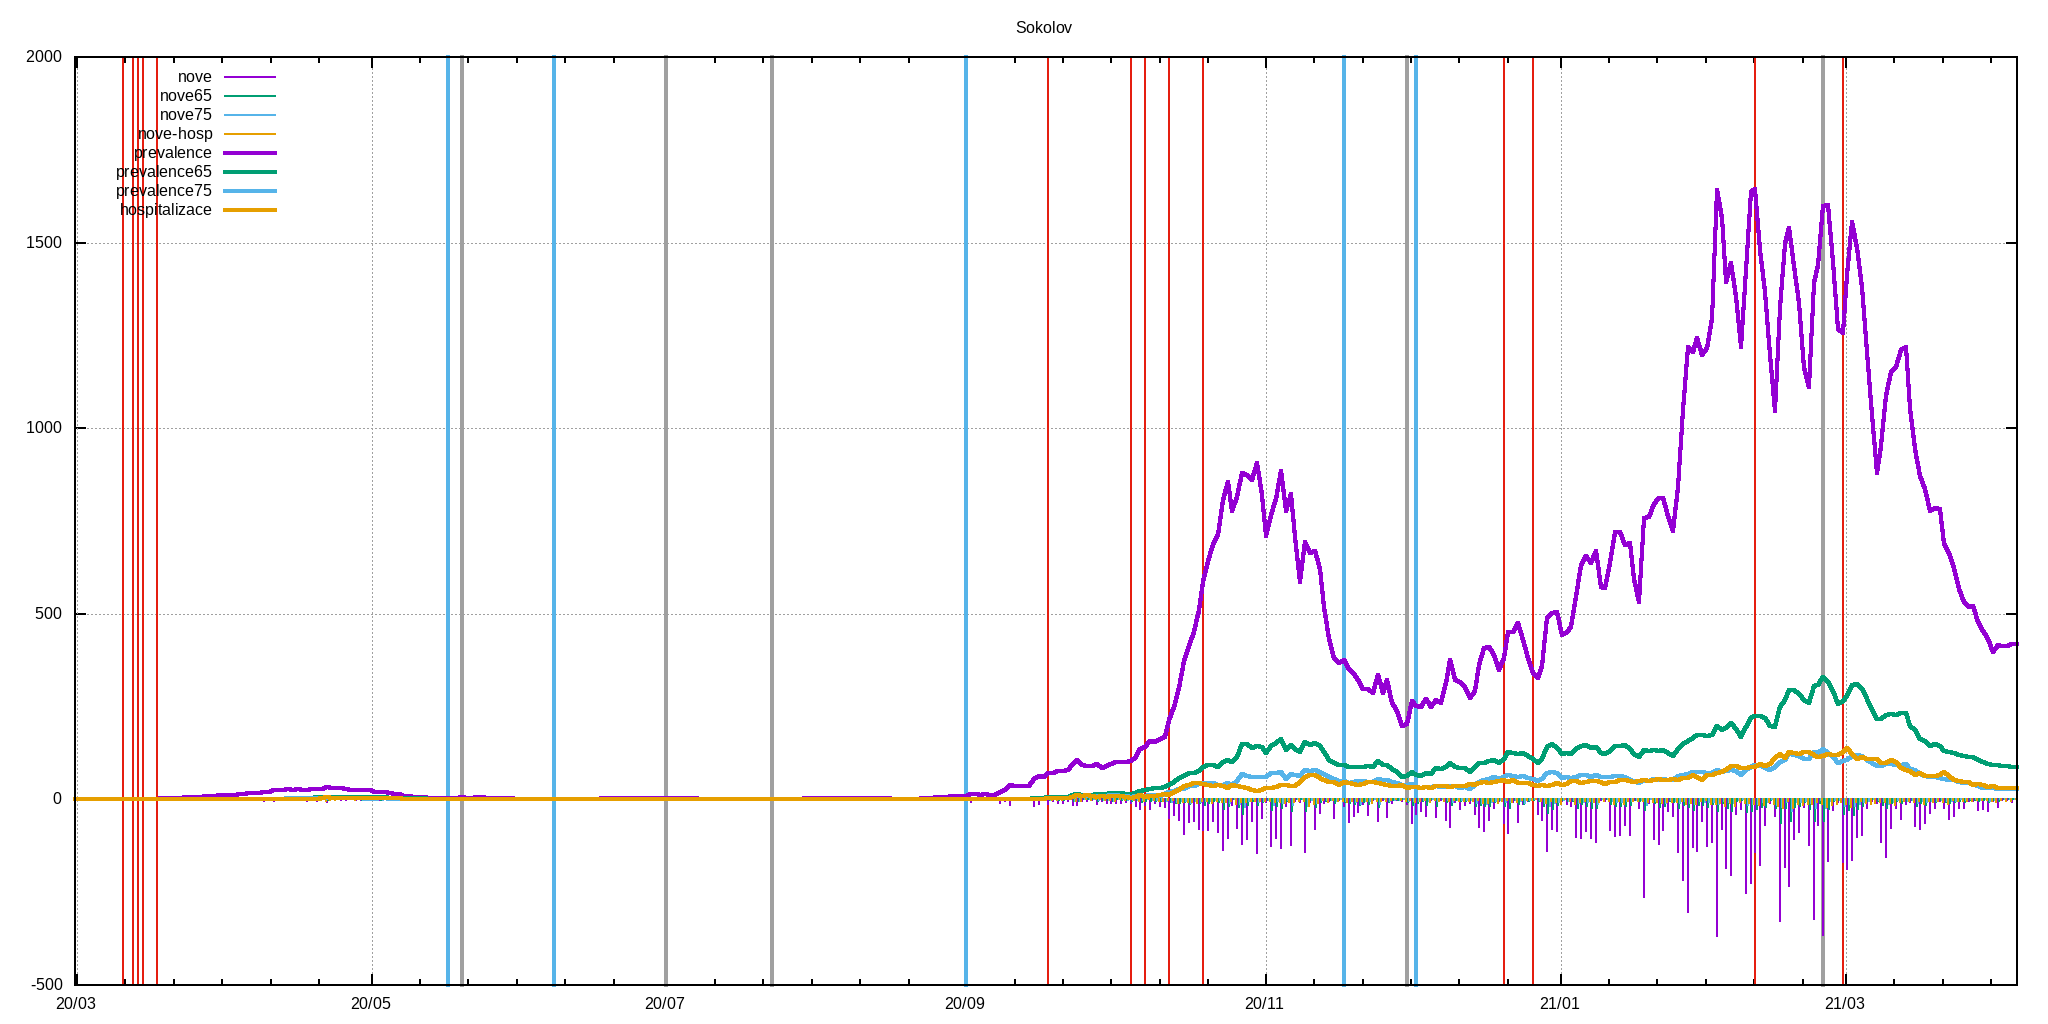 Sokolov
2000
1500
1000
500
0
-500
nove
nove65
nove75
nove-hosp
prevalence
prevalence65
prevalence75
hospitalizace
20/03 20/05 20/07 20/09 20/11 21/01 21/03